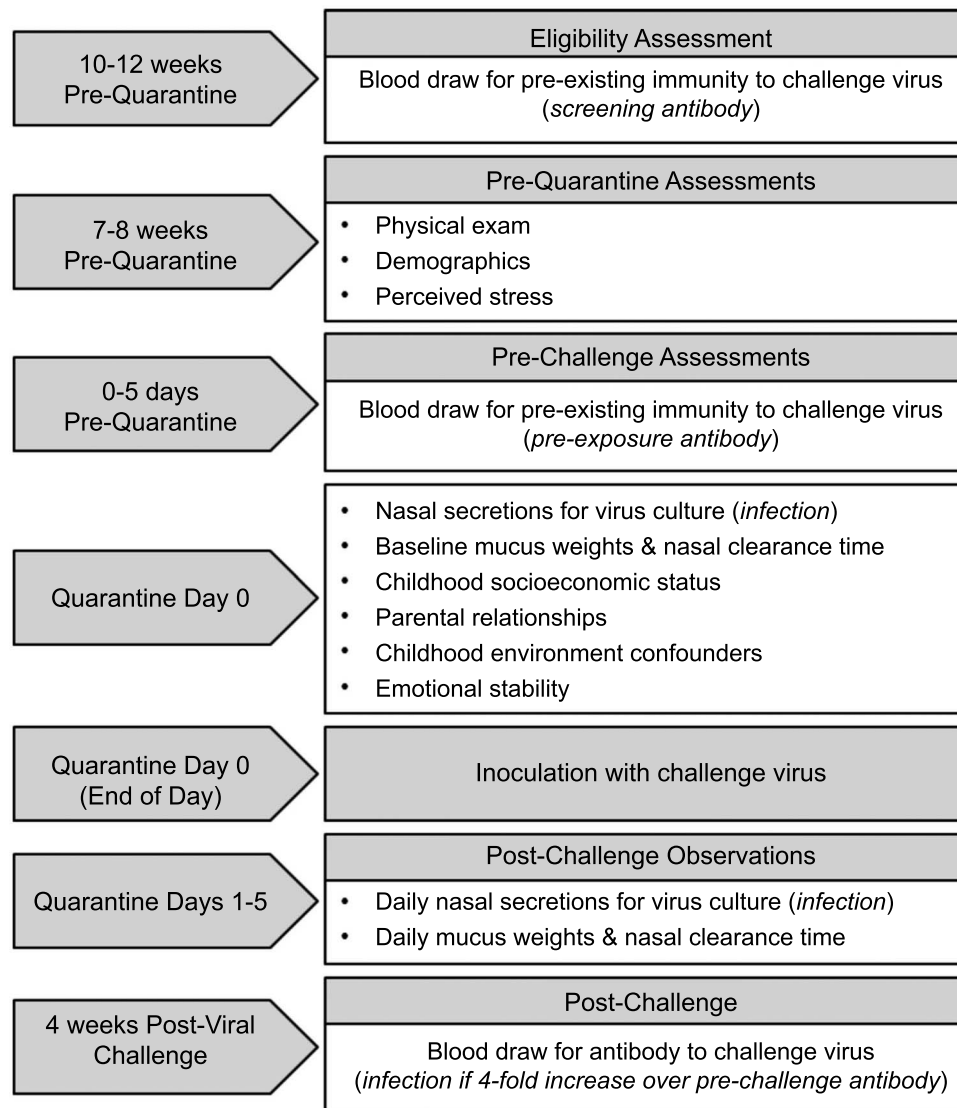 10-12 weeks
Pre-Quarantine
Eligibility Assessment
Blood draw for pre-existing immunity to challenge virus
(screening antibody)
7-8 weeks
Pre-Quarantine
Pre-Quarantine Assessments
• Physical exam
• Demographics
• Perceived stress
0-5 days
Pre-Quarantine
Pre-Challenge Assessments
Blood draw for pre-existing immunity to challenge virus
(pre-exposure antibody)
Quarantine Day 0
• Nasal secretions for virus culture (infection)
• Baseline mucus weights & nasal clearance time
• Childhood socioeconomic status
• Parental relationships
• Childhood environment confounders
• Emotional stability
Quarantine Day 0
(End of Day)
Inoculation with challenge virus
Quarantine Days 1-5
Post-Challenge Observations
• Daily nasal secretions for virus culture (infection)
• Daily mucus weights & nasal clearance time
4 weeks Post-Viral
Challenge
Post-Challenge
Blood draw for antibody to challenge virus
(infection if 4-fold increase over pre-challenge antibody)